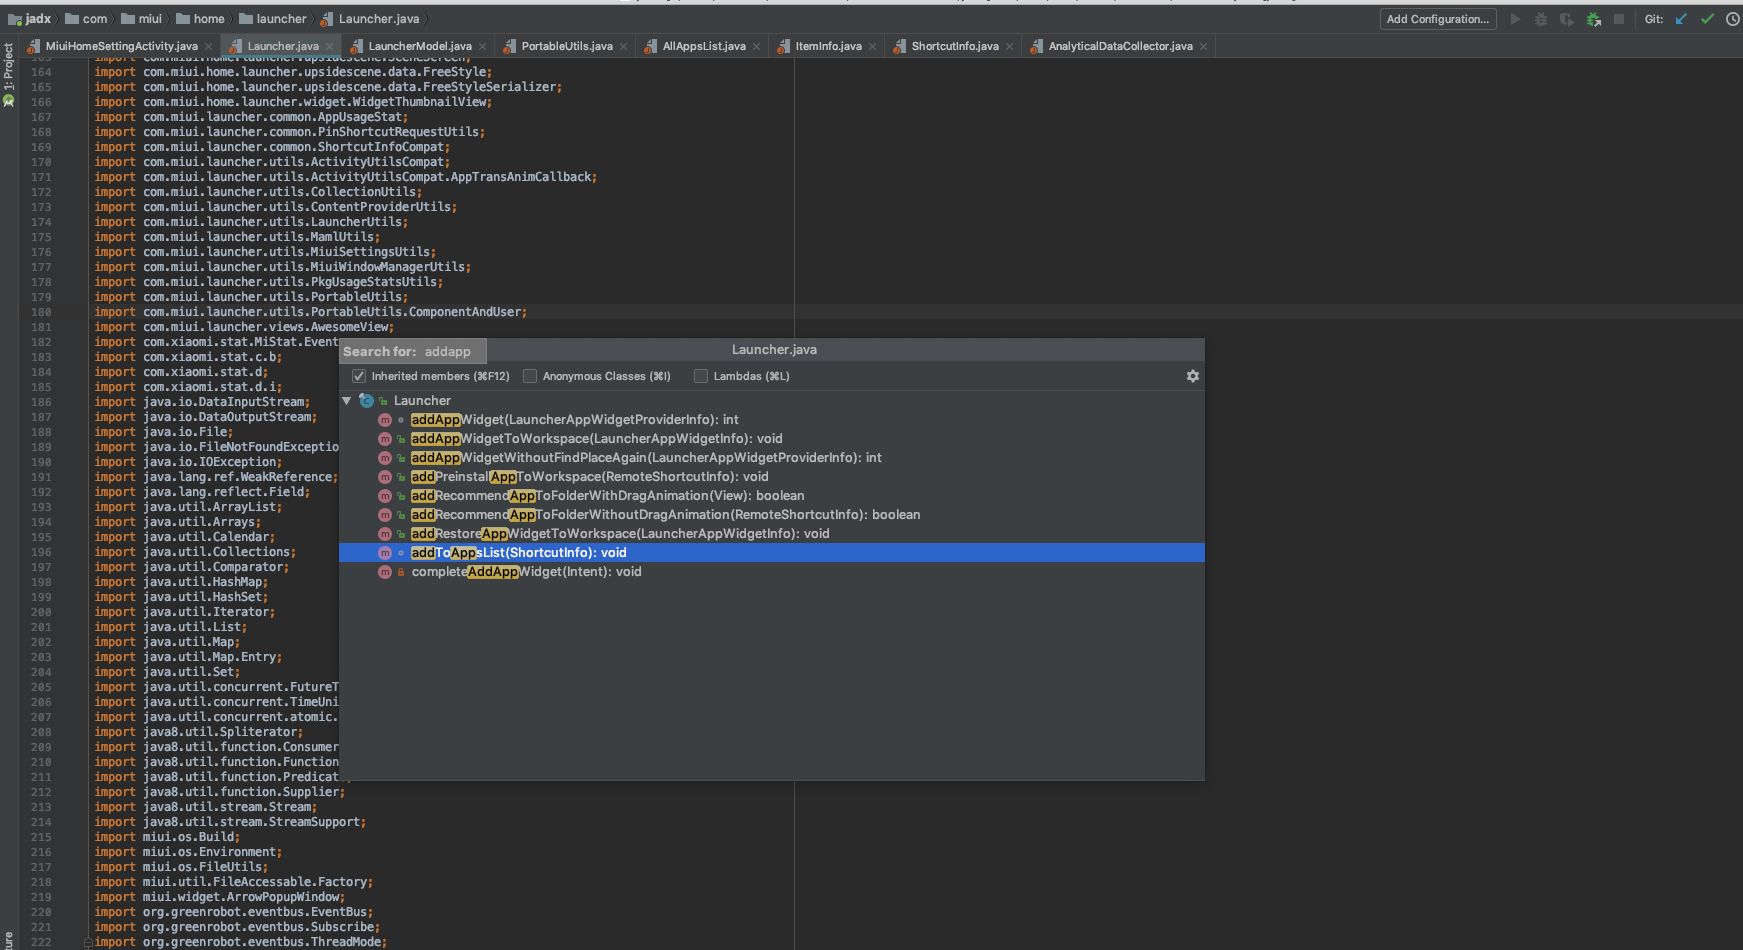 jadx com miui home launcher Launcher.java Add Configuration... Git:
MiuiHomeSettingActivity.java Launcher.java LauncherModel.java PortableUtils.java AllAppsList.java ItemInfo.java ShortcutInfo.java AnalyticalDataCollector.java
1: Project
163 import com.miui.home.launcher.upsidescene.SceneScreen;
164 import com.miui.home.launcher.upsidescene.data.FreeStyle;
165 import com.miui.home.launcher.upsidescene.data.FreeStyleSerializer;
166 import com.miui.home.launcher.widget.WidgetThumbnailView;
167 import com.miui.launcher.common.AppUsageStat;
168 import com.miui.launcher.common.PinShortcutRequestUtils;
169 import com.miui.launcher.common.ShortcutInfoCompat;
170 import com.miui.launcher.utils.ActivityUtilsCompat;
171 import com.miui.launcher.utils.ActivityUtilsCompat.AppTransAnimCallback;
172 import com.miui.launcher.utils.CollectionUtils;
173 import com.miui.launcher.utils.ContentProviderUtils;
174 import com.miui.launcher.utils.LauncherUtils;
175 import com.miui.launcher.utils.MamlUtils;
176 import com.miui.launcher.utils.MiuiSettingsUtils;
177 import com.miui.launcher.utils.MiuiWindowManagerUtils;
178 import com.miui.launcher.utils.PkgUsageStatsUtils;
179 import com.miui.launcher.utils.PortableUtils;
180 import com.miui.launcher.utils.PortableUtils.ComponentAndUser;
181 import com.miui.launcher.views.AwesomeView;
182 import com.xiaomi.stat.MiStat.Event
183 import com.xiaomi.stat.c.b;
184 import com.xiaomi.stat.d;
185 import com.xiaomi.stat.d.i;
186 import java.io.DataInputStream;
187 import java.io.DataOutputStream;
188 import java.io.File;
189 import java.io.FileNotFoundExceptio
190 import java.io.IOException;
191 import java.lang.ref.WeakReference;
192 import java.lang.reflect.Field;
193 import java.util.ArrayList;
194 import java.util.Arrays;
195 import java.util.Calendar;
196 import java.util.Collections;
197 import java.util.Comparator;
198 import java.util.HashMap;
199 import java.util.HashSet;
200 import java.util.Iterator;
201 import java.util.List;
202 import java.util.Map;
203 import java.util.Map.Entry;
204 import java.util.Set;
205 import java.util.concurrent.FutureT
206 import java.util.concurrent.TimeUni
207 import java.util.concurrent.atomic.
208 import java8.util.Spliterator;
209 import java8.util.function.Consumer
210 import java8.util.function.Function
211 import java8.util.function.Predicat
212 import java8.util.function.Supplier;
213 import java8.util.stream.Stream;
214 import java8.util.stream.StreamSupport;
215 import miui.os.Build;
216 import miui.os.Environment;
217 import miui.os.FileUtils;
218 import miui.util.FileAccessable.Factory;
219 import miui.widget.ArrowPopupWindow;
220 import org.greenrobot.eventbus.EventBus;
221 import org.greenrobot.eventbus.Subscribe;
222 import org.greenrobot.eventbus.ThreadMode;
Search for: addapp
Launcher.java
Inherited members (⌘F12) Anonymous Classes (⌘I) Lambdas (⌘L)
Launcher
addAppWidget(LauncherAppWidgetProviderInfo): int
addAppWidgetToWorkspace(LauncherAppWidgetInfo): void
addAppWidgetWithoutFindPlaceAgain(LauncherAppWidgetProviderInfo): int
addPreinstallAppToWorkspace(RemoteShortcutInfo): void
addRecommendAppToFolderWithDragAnimation(View): boolean
addRecommendAppToFolderWithoutDragAnimation(RemoteShortcutInfo): boolean
addRestoreAppWidgetToWorkspace(LauncherAppWidgetInfo): void
addToAppsList(ShortcutInfo): void
completeAddAppWidget(Intent): void